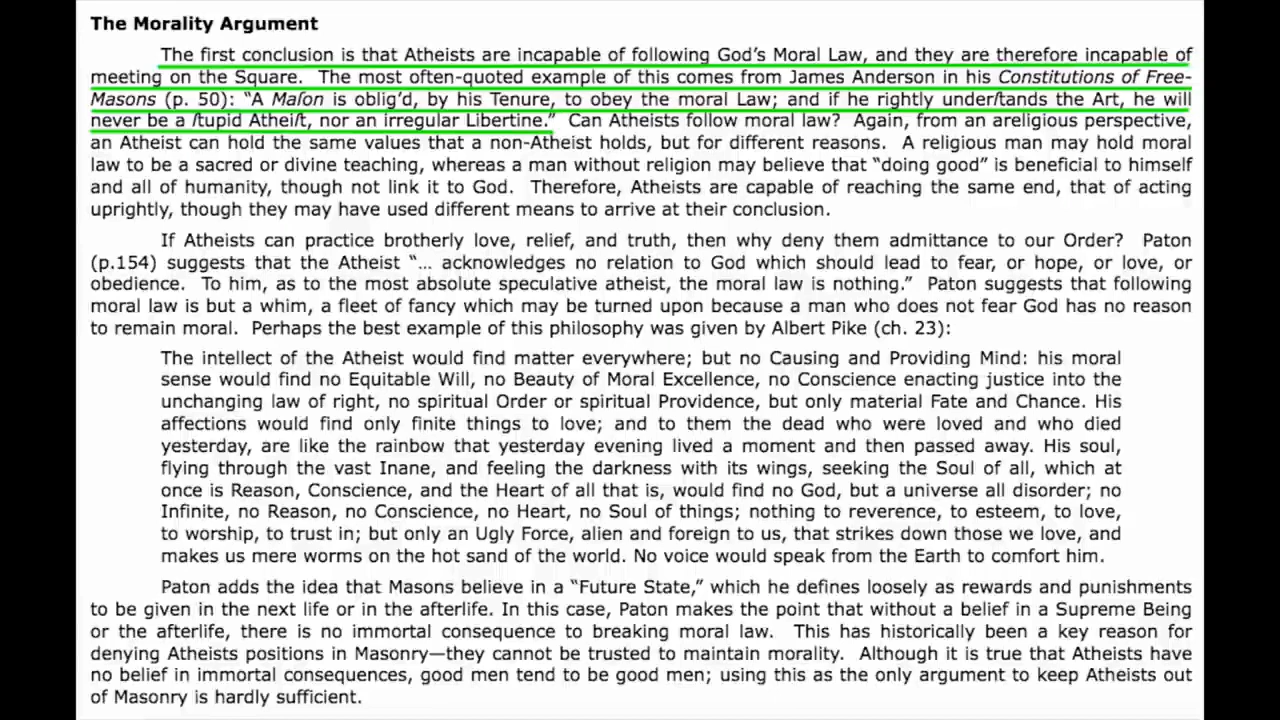 The Morality Argument
The first conclusion is that Atheists are incapable of following God's Moral Law, and they are therefore incapable of
meeting on the Square. The most often-quoted example of this comes from James Anderson in his Constitutions of Free-
Masons (p. 50): “A Maſon is oblig’d, by his Tenure, to obey the moral Law; and if he rightly underſtands the Art, he will
never be a ſtupid Atheiſt, nor an irregular Libertine.” Can Atheists follow moral law? Again, from an areligious perspective,
an Atheist can hold the same values that a non-Atheist holds, but for different reasons. A religious man may hold moral
law to be a sacred or divine teaching, whereas a man without religion may believe that “doing good” is beneficial to himself
and all of humanity, though not link it to God. Therefore, Atheists are capable of reaching the same end, that of acting
uprightly, though they may have used different means to arrive at their conclusion.
If Atheists can practice brotherly love, relief, and truth, then why deny them admittance to our Order? Paton
(p.154) suggests that the Atheist “... acknowledges no relation to God which should lead to fear, or hope, or love, or
obedience. To him, as to the most absolute speculative atheist, the moral law is nothing.” Paton suggests that following
moral law is but a whim, a fleet of fancy which may be turned upon because a man who does not fear God has no reason
to remain moral. Perhaps the best example of this philosophy was given by Albert Pike (ch. 23):
The intellect of the Atheist would find matter everywhere; but no Causing and Providing Mind: his moral
sense would find no Equitable Will, no Beauty of Moral Excellence, no Conscience enacting justice into the
unchanging law of right, no spiritual Order or spiritual Providence, but only material Fate and Chance. His
affections would find only finite things to love; and to them the dead who were loved and who died
yesterday, are like the rainbow that yesterday evening lived a moment and then passed away. His soul,
flying through the vast Inane, and feeling the darkness with its wings, seeking the Soul of all, which at
once is Reason, Conscience, and the Heart of all that is, would find no God, but a universe all disorder; no
Infinite, no Reason, no Conscience, no Heart, no Soul of things; nothing to reverence, to esteem, to love,
to worship, to trust in; but only an Ugly Force, alien and foreign to us, that strikes down those we love, and
makes us mere worms on the hot sand of the world. No voice would speak from the Earth to comfort him.
Paton adds the idea that Masons believe in a “Future State,” which he defines loosely as rewards and punishments
to be given in the next life or in the afterlife. In this case, Paton makes the point that without a belief in a Supreme Being
or the afterlife, there is no immortal consequence to breaking moral law. This has historically been a key reason for
denying Atheists positions in Masonry—they cannot be trusted to maintain morality. Although it is true that Atheists have
no belief in immortal consequences, good men tend to be good men; using this as the only argument to keep Atheists out
of Masonry is hardly sufficient.